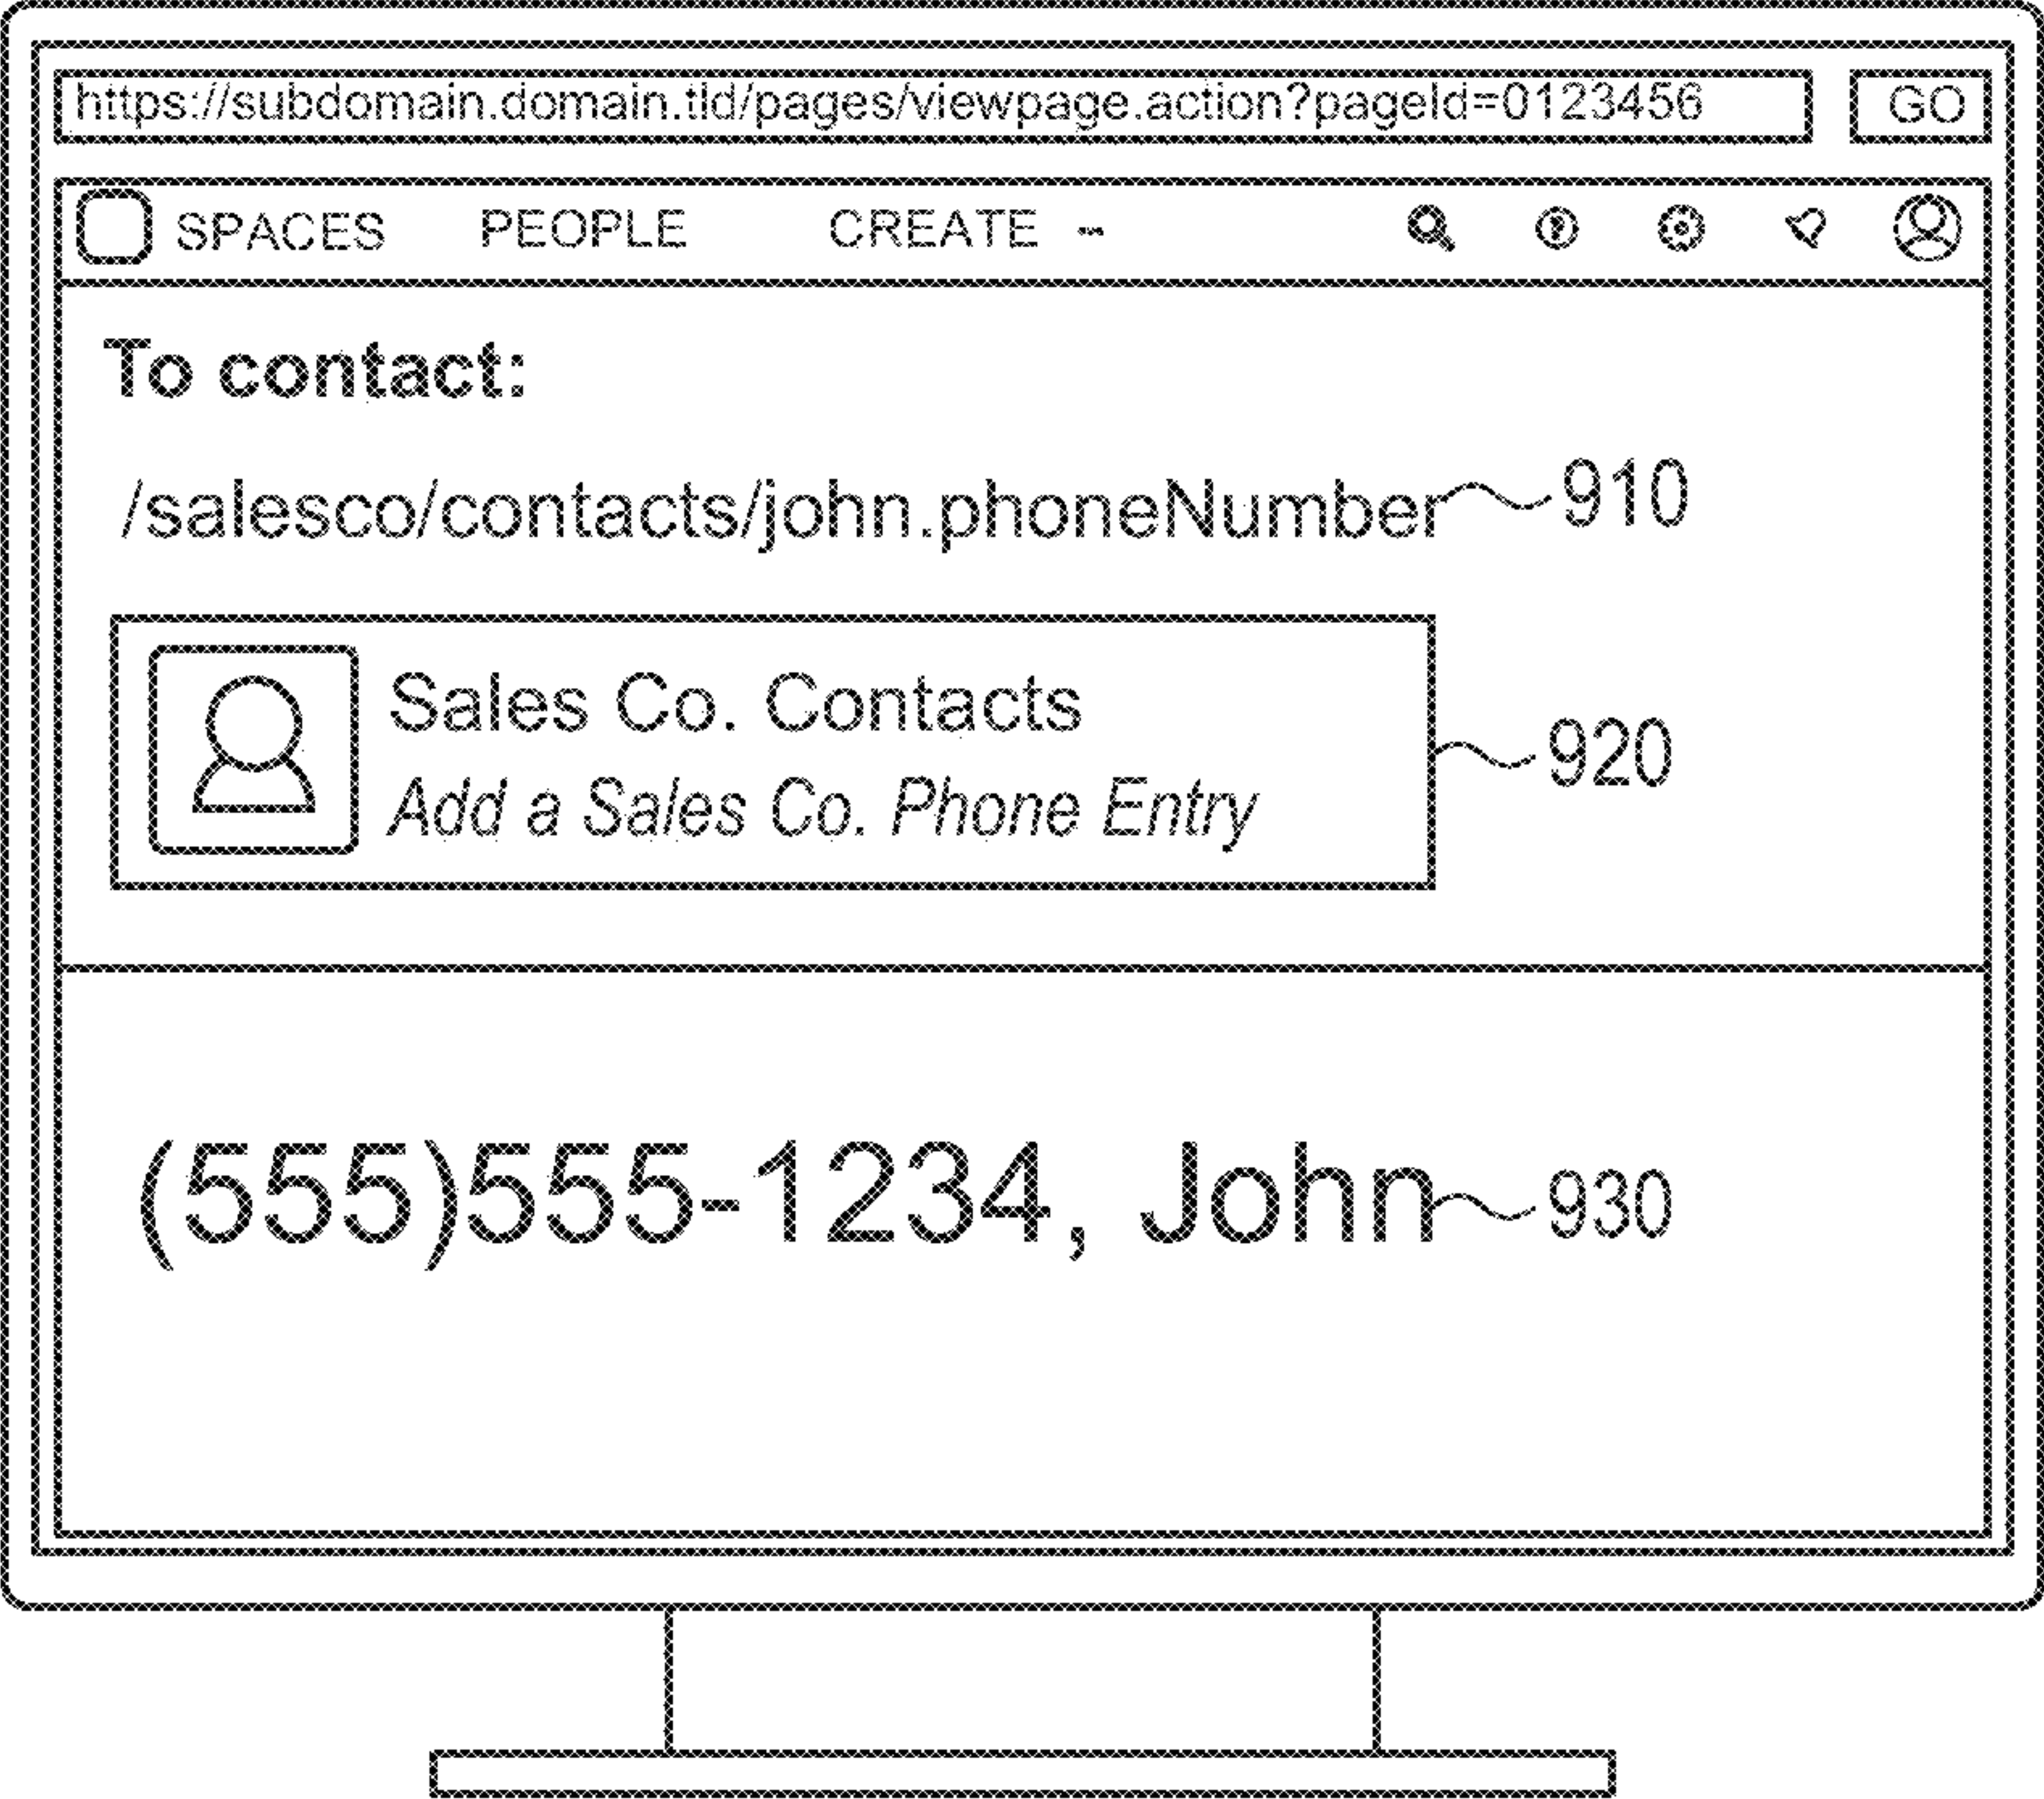 https://subdomain.domain.tld/pages/viewpage.action?pageId=0123456 GO
SPACES PEOPLE CREATE ··· ?
To contact:
/salesco/contacts/john.phoneNumber 910
Sales Co. Contacts
Add a Sales Co. Phone Entry
920
(555)555-1234, John 930